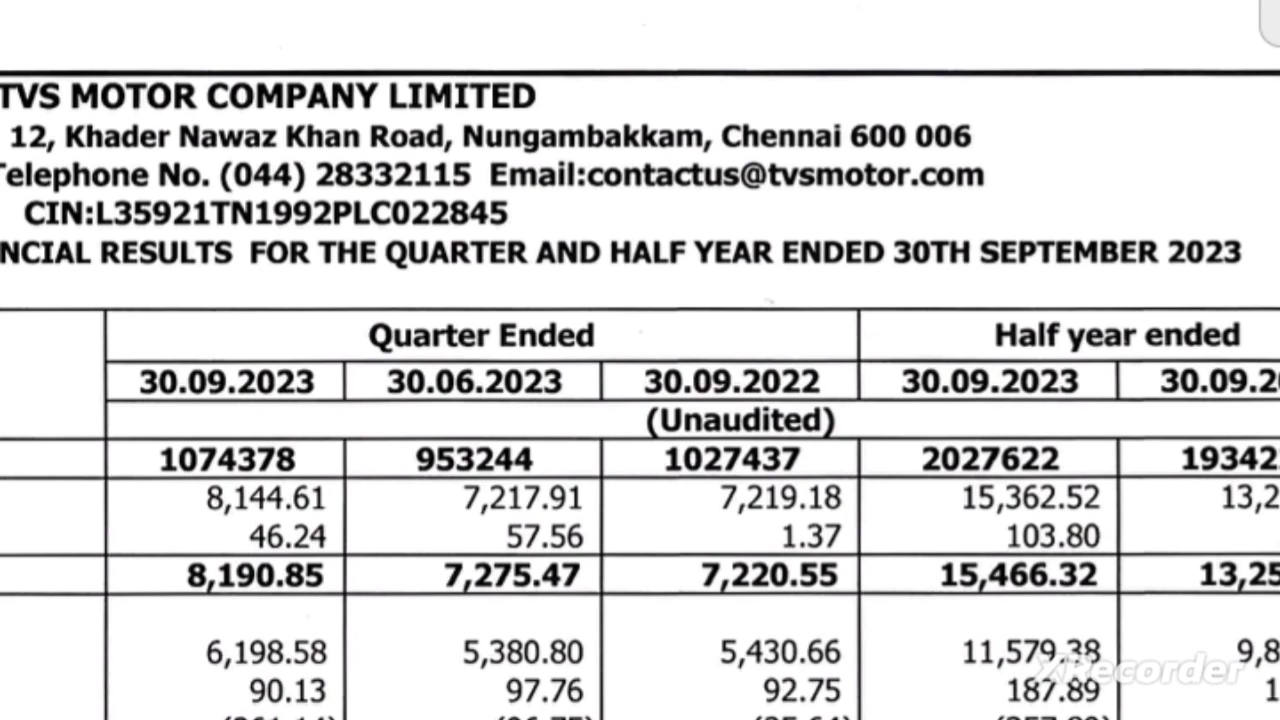 TVS MOTOR COMPANY LIMITED
12, Khader Nawaz Khan Road, Nungambakkam, Chennai 600 006
Telephone No. (044) 28332115 Email:contactus@tvsmotor.com
CIN:L35921TN1992PLC022845
NCIAL RESULTS FOR THE QUARTER AND HALF YEAR ENDED 30TH SEPTEMBER 2023
Quarter Ended Half year ended
30.09.2023 30.06.2023 30.09.2022 30.09.2023 30.09.2
(Unaudited)
1074378 953244 1027437 2027622 19342
8,144.61 7,217.91 7,219.18 15,362.52 13,2
46.24 57.56 1.37 103.80
8,190.85 7,275.47 7,220.55 15,466.32 13,25
6,198.58 5,380.80 5,430.66 11,579.38 9,8
XRecorder
90.13 97.76 92.75 187.89 1